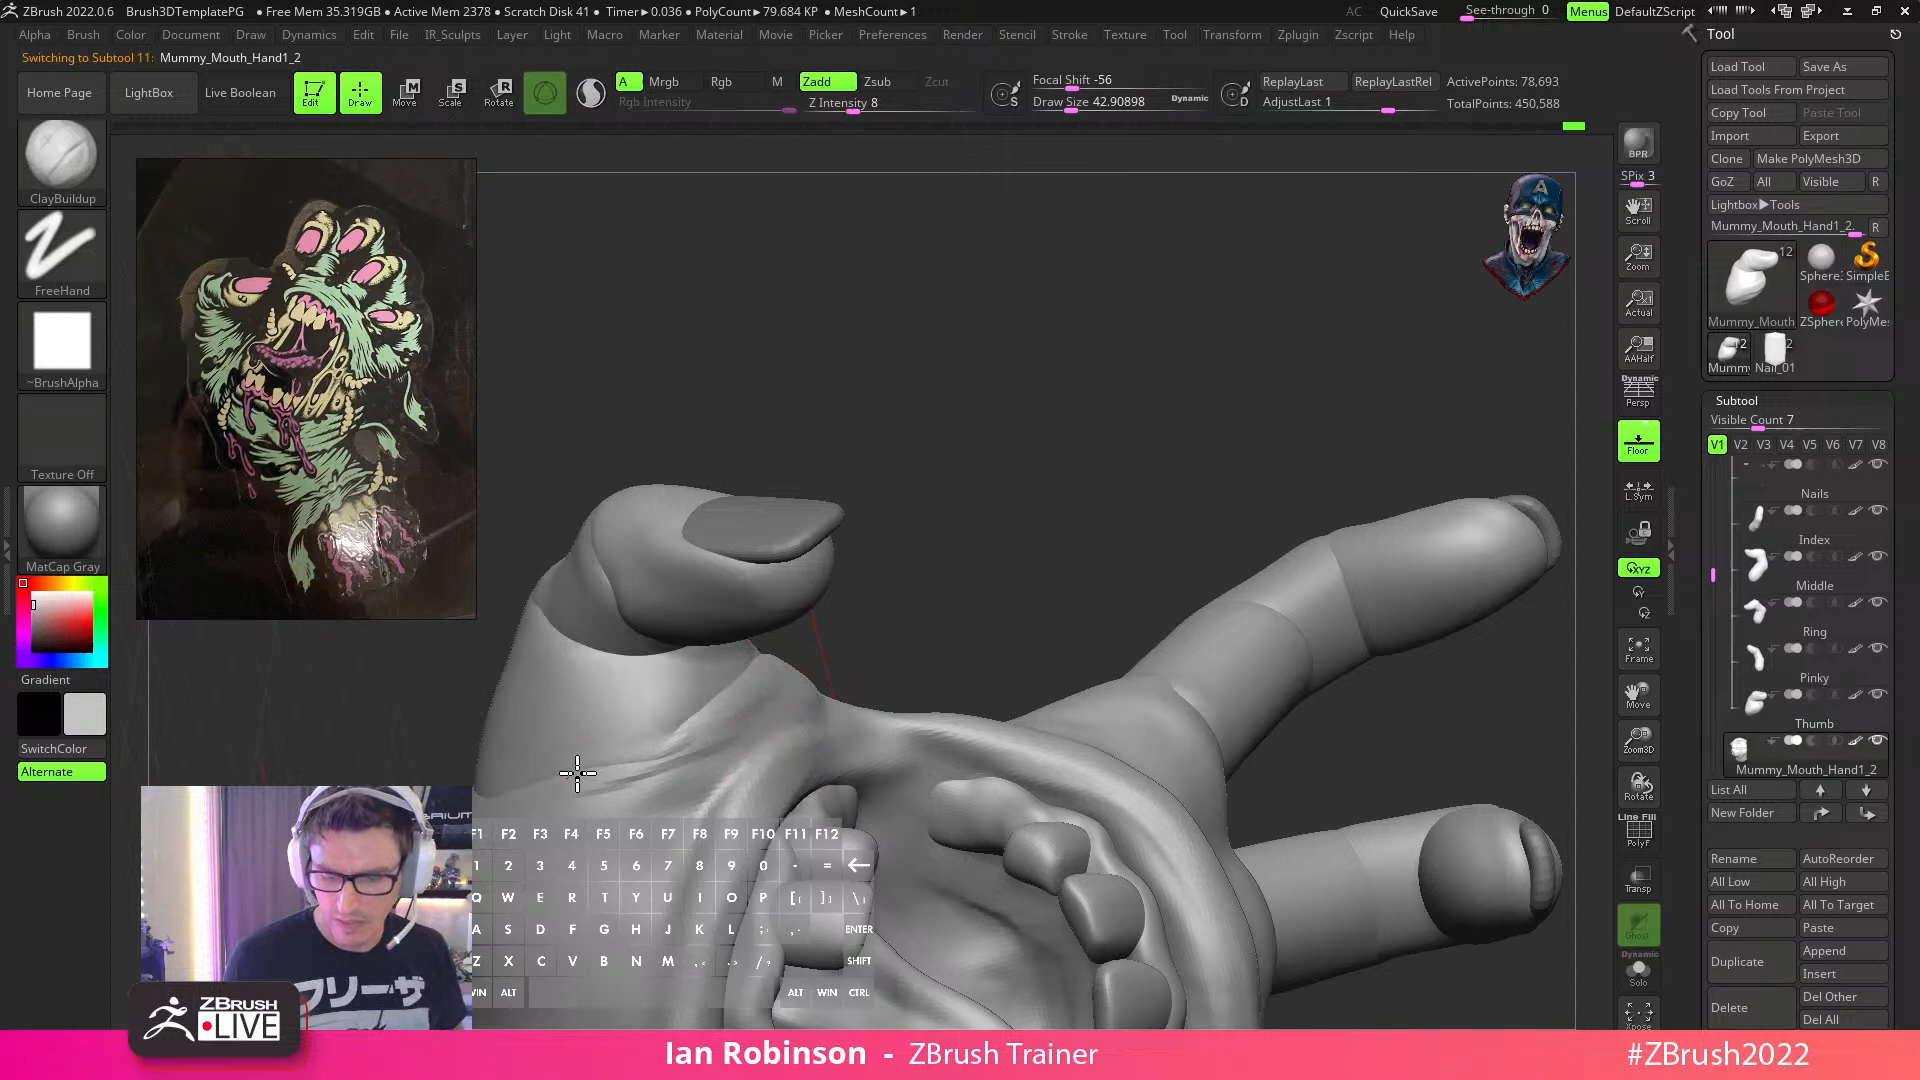 ZBrush 2022.0.6 Brush3DTemplatePG ● Free Mem 35.319GB ● Active Mem 2378 ● Scratch Disk 41 ● Timer▶0.036 ● PolyCount▶79.684 KP ● MeshCount▶1
AC QuickSave See-through 0 Menus DefaultZScript
Alpha Brush Color Document Draw Dynamics Edit File IR_Sculpts Layer Light Macro Marker Material Movie Picker Preferences Render Stencil Stroke Texture Tool Transform Zplugin Zscript Help
Switching to Subtool 11: Mummy_Mouth_Hand1_2
Home Page LightBox Live Boolean Edit Draw Move Scale Rotate
A Mrgb Rgb M Zadd Zsub Zcut
Rgb Intensity Z Intensity 8
Focal Shift -56
Draw Size 42.90898 Dynamic
ReplayLast ReplayLastRel ActivePoints: 78,693
AdjustLast 1 TotalPoints: 450,588
ClayBuildup
FreeHand
~BrushAlpha
Texture Off
MatCap Gray
Gradient
SwitchColor
Alternate
BPR
SPix 3
Scroll
Zoom
Actual
AAHalf
Dynamic
Persp
Floor
L.Sym
XYZ
Frame
Move
Zoom3D
Rotate
Line Fill
PolyF
Transp
Ghost
Dynamic
Solo
Xpose
Tool
Load Tool Save As
Load Tools From Project
Copy Tool Paste Tool
Import Export
Clone Make PolyMesh3D
GoZ All Visible R
Lightbox▶Tools
Mummy_Mouth_Hand1_2. R
12
Sphere: SimpleE
Mummy_Mouth ZSphere PolyMe:
12 2
Mummy Nail_01
Subtool
Visible Count 7
V1 V2 V3 V4 V5 V6 V7 V8
Nails
Index
Middle
Ring
Pinky
Thumb
Mummy_Mouth_Hand1_2
List All
New Folder
Rename AutoReorder
All Low All High
All To Home All To Target
Copy Paste
Duplicate Append
Insert
Delete Del Other
Del All
F1 F2 F3 F4 F5 F6 F7 F8 F9 F10 F11 F12
1 2 3 4 5 6 7 8 9 0 - = ←
Q W E R T Y U I O P [ ] \
A S D F G H J K L ; ENTER
Z X C V B N M , . / SHIFT
WIN ALT ALT WIN CTRL
フリーザ
ZBRUSH
LIVE
Ian Robinson - ZBrush Trainer
#ZBrush2022